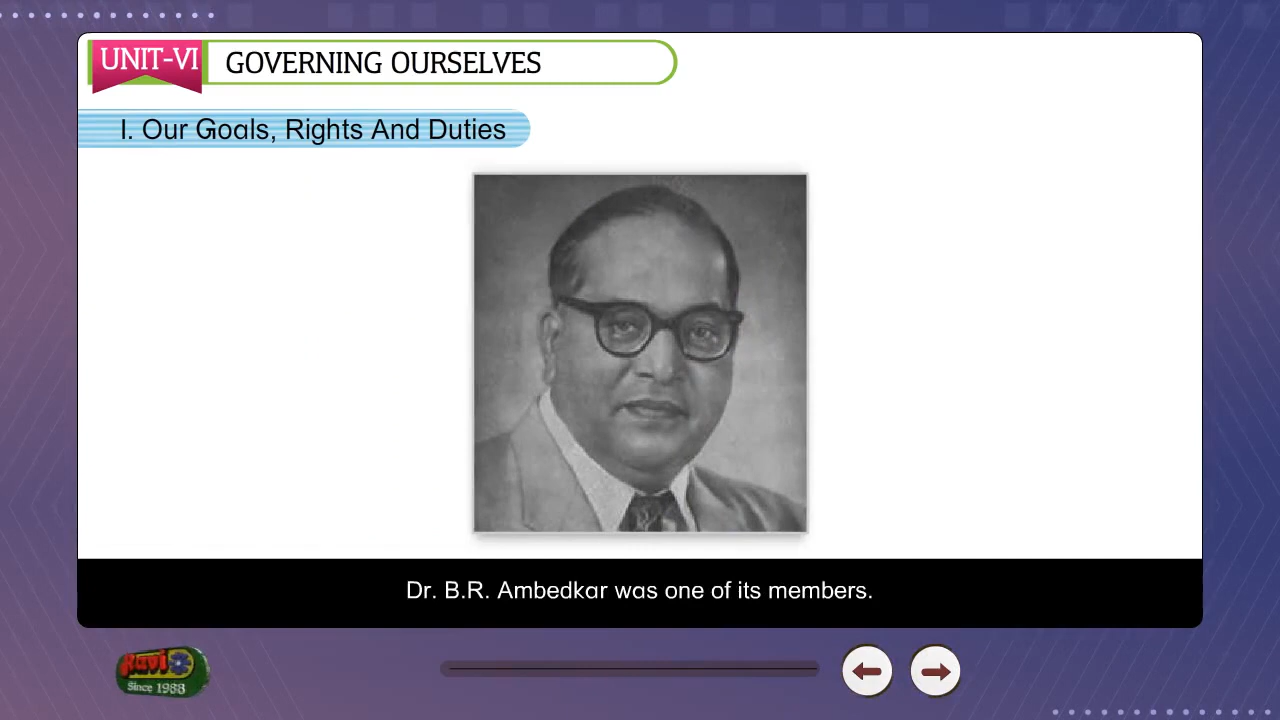 UNIT-VI
GOVERNING OURSELVES
I. Our Goals, Rights And Duties
Dr. B.R. Ambedkar was one of its members.
Ravi
Since 1988